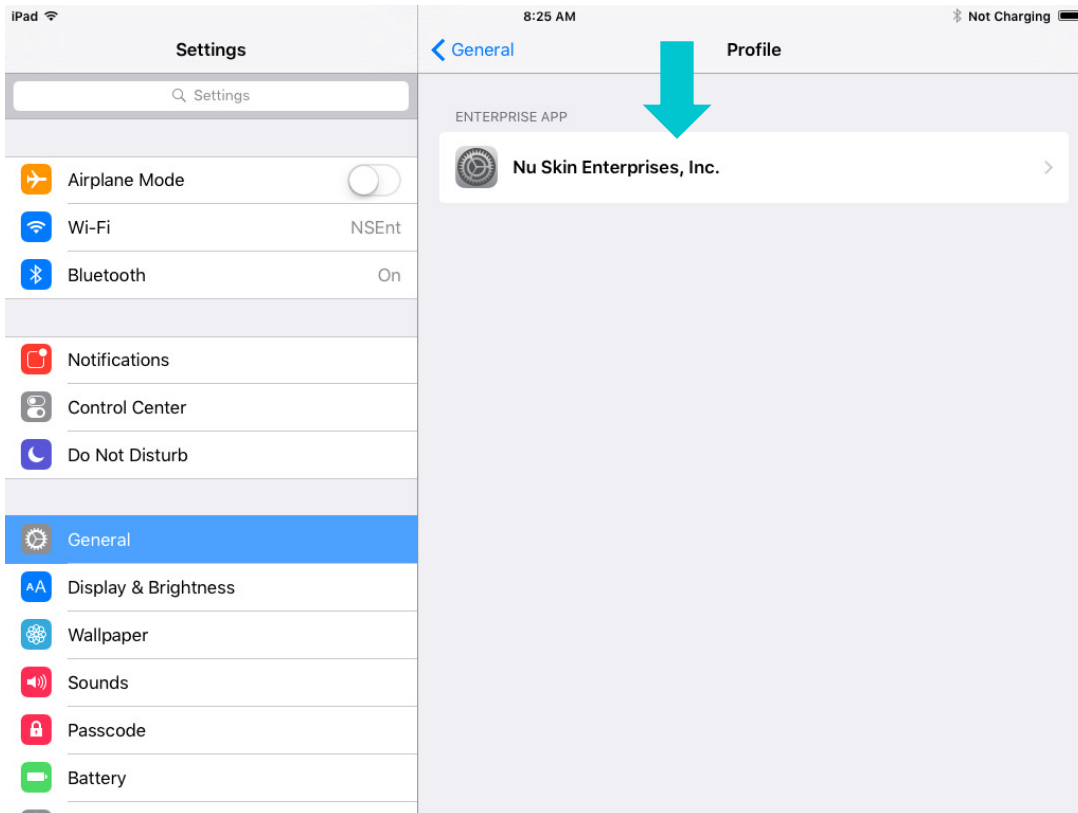 iPad
8:25 AM
Not Charging
Settings
General
Profile
Settings
ENTERPRISE APP
Nu Skin Enterprises, Inc.
Airplane Mode
Wi-Fi
NSEnt
Bluetooth
On
Notifications
Control Center
Do Not Disturb
General
AA
Display & Brightness
Wallpaper
Sounds
Passcode
Battery